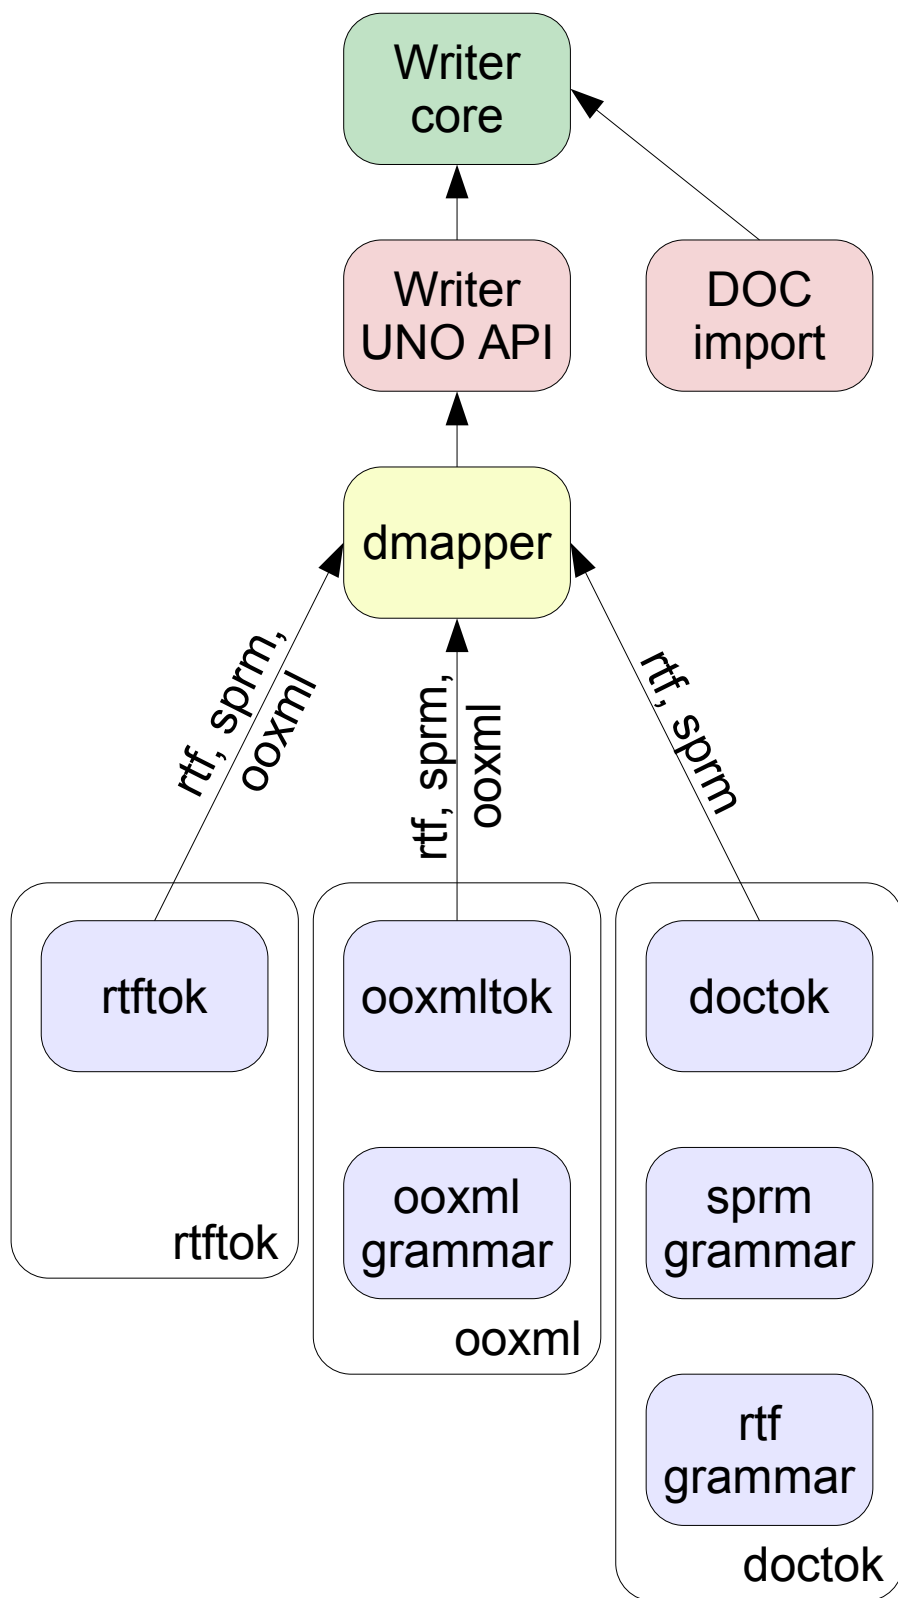 Writer
core
Writer
UNO API
DOC
import
dmapper
rtf, sprm,
ooxml
rtf, sprm,
ooxml
rtf, sprm
rtftok
ooxmltok
doctok
ooxml
grammar
sprm
grammar
rtftok
ooxml
rtf
grammar
doctok